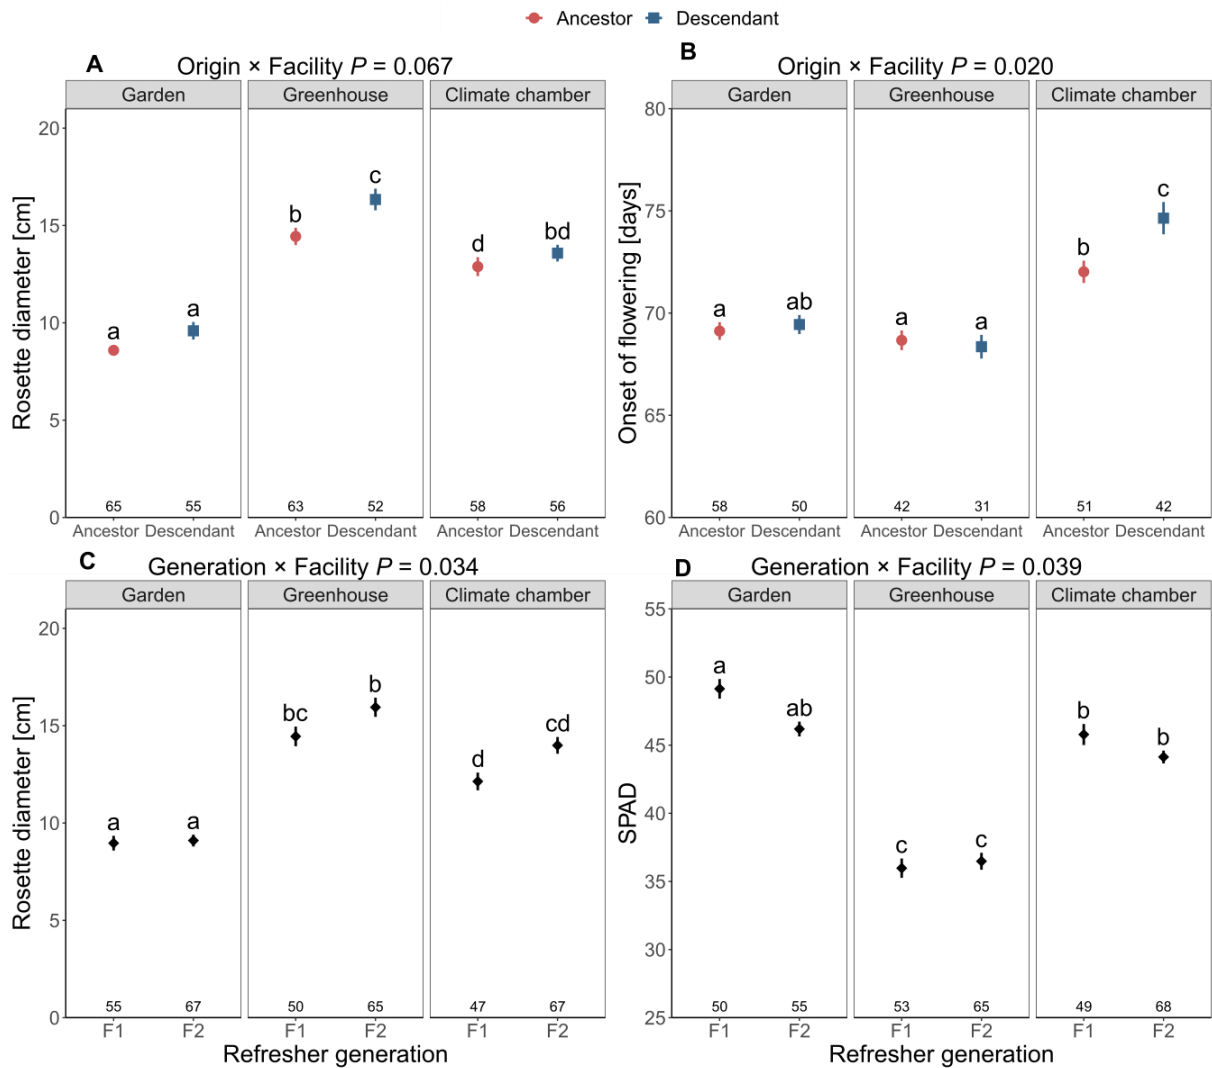 Ancestor Descendant
A
Origin × Facility P = 0.067
Garden Greenhouse Climate chamber
Rosette diameter [cm]
20
15
10
5
0
a a b c d bd
65 55 63 52 58 56
Ancestor Descendant Ancestor Descendant Ancestor Descendant
B
Origin × Facility P = 0.020
Garden Greenhouse Climate chamber
Onset of flowering [days]
80
75
70
65
60
a ab a a b c
58 50 42 31 51 42
Ancestor Descendant Ancestor Descendant Ancestor Descendant
C
Generation × Facility P = 0.034
Garden Greenhouse Climate chamber
Rosette diameter [cm]
20
15
10
5
0
a a bc b d cd
55 67 50 65 47 67
F1 F2 F1 F2 F1 F2
Refresher generation
D
Generation × Facility P = 0.039
Garden Greenhouse Climate chamber
SPAD
55
50
45
40
35
30
25
a ab c c b b
50 55 53 65 49 68
F1 F2 F1 F2 F1 F2
Refresher generation